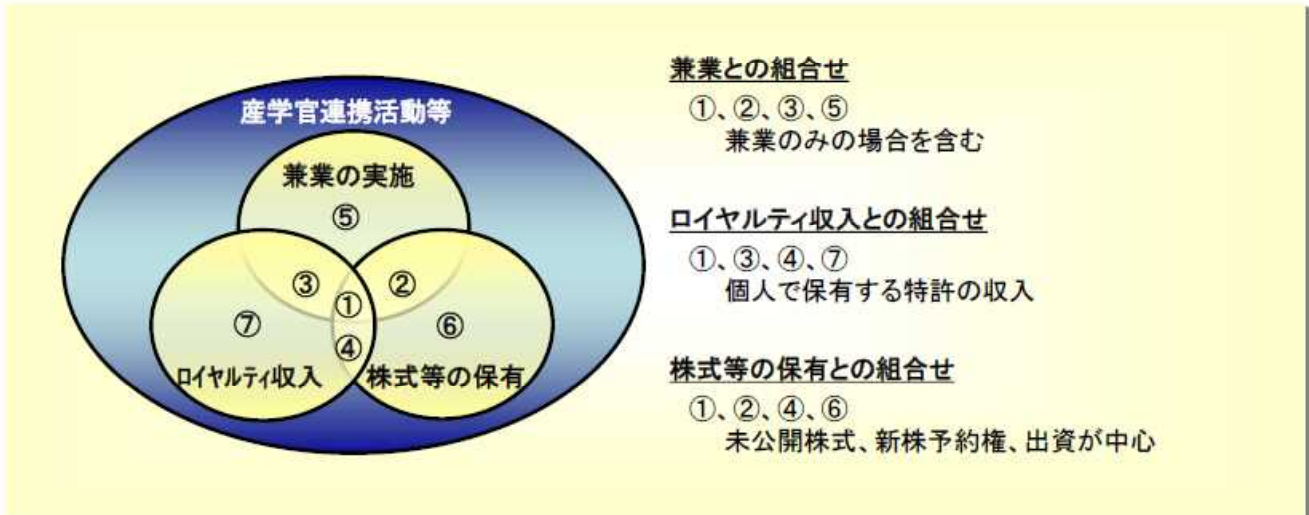 産学官連携活動等
兼業の実施
⑤
③
②
①
⑦
⑥
④
ロイヤルティ収入
株式等の保有
兼業との組合せ
①、②、③、⑤
兼業のみの場合を含む
ロイヤルティ収入との組合せ
①、③、④、⑦
個人で保有する特許の収入
株式等の保有との組合せ
①、②、④、⑥
未公開株式、新株予約権、出資が中心